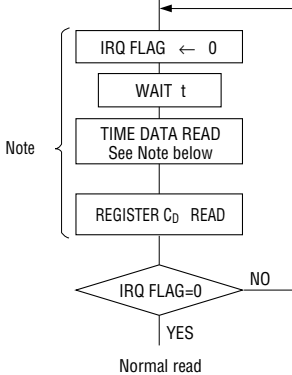 IRQ FLAG ← 0
WAIT t
Note
TIME DATA READ
See Note below
REGISTER CD READ
IRQ FLAG=0
NO
YES
Normal read